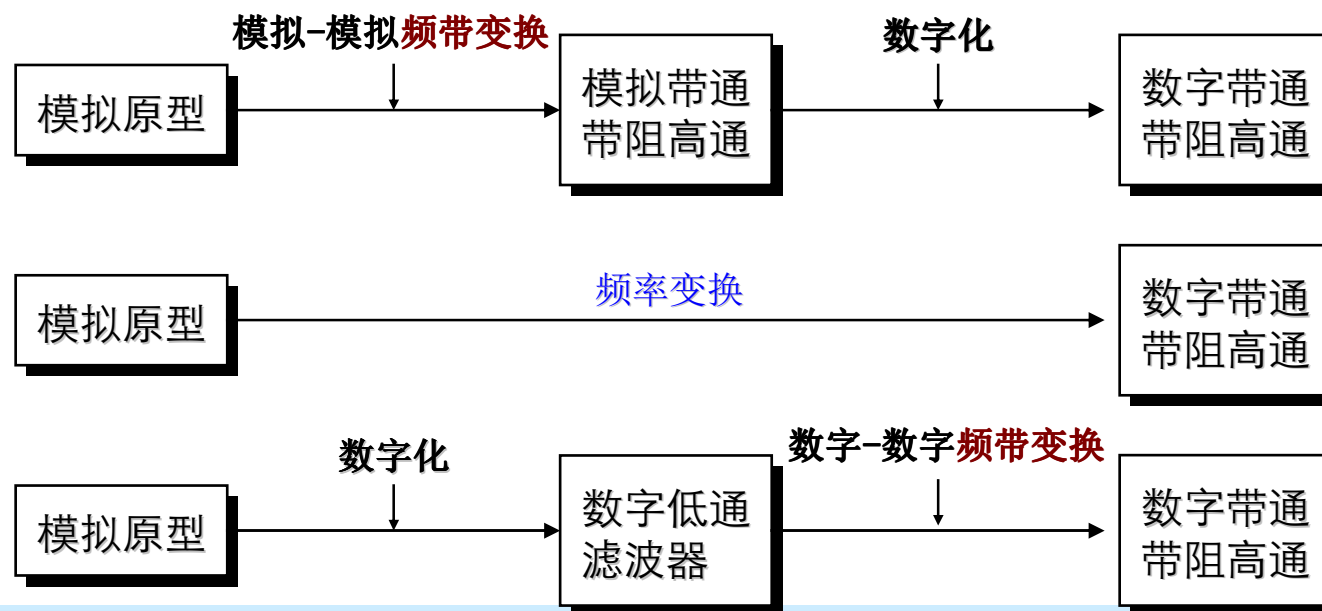 模拟-模拟频带变换
数字化
模拟原型
模拟带通
带阻高通
数字带通
带阻高通
频率变换
模拟原型
数字带通
带阻高通
数字化
数字-数字频带变换
模拟原型
数字低通
滤波器
数字带通
带阻高通